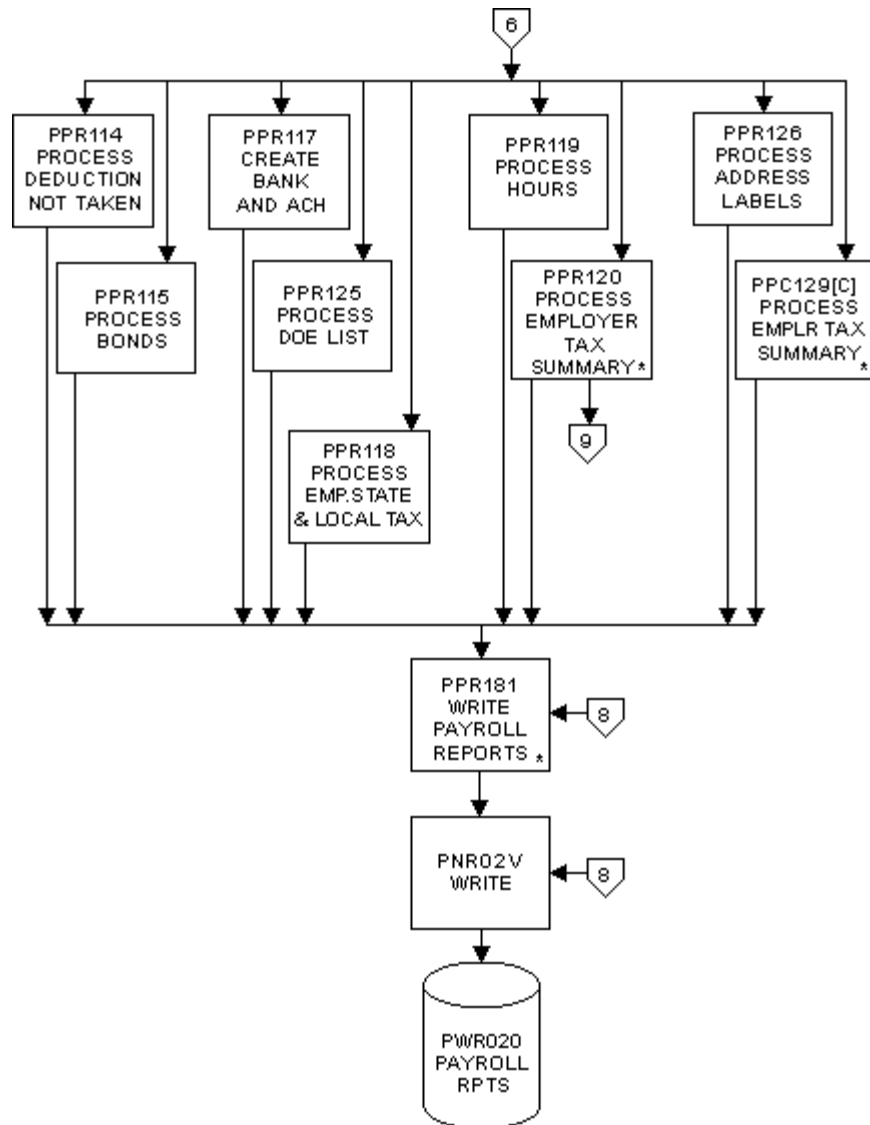 6
PPR114
PROCESS
DEDUCTION
NOT TAKEN
PPR117
CREATE
BANK
AND ACH
PPR119
PROCESS
HOURS
PPR126
PROCESS
ADDRESS
LABELS
PPR115
PROCESS
BONDS
PPR125
PROCESS
DOE LIST
PPR120
PROCESS
EMPLOYER
TAX
SUMMARY*
PPC129[C]
PROCESS
EMPLR TAX
SUMMARY
*
9
PPR118
PROCESS
EMP.STATE
& LOCAL TAX
PPR181
WRITE
PAYROLL
REPORTS *
8
PNR02V
WRITE
8
PWR020
PAYROLL
RPTS